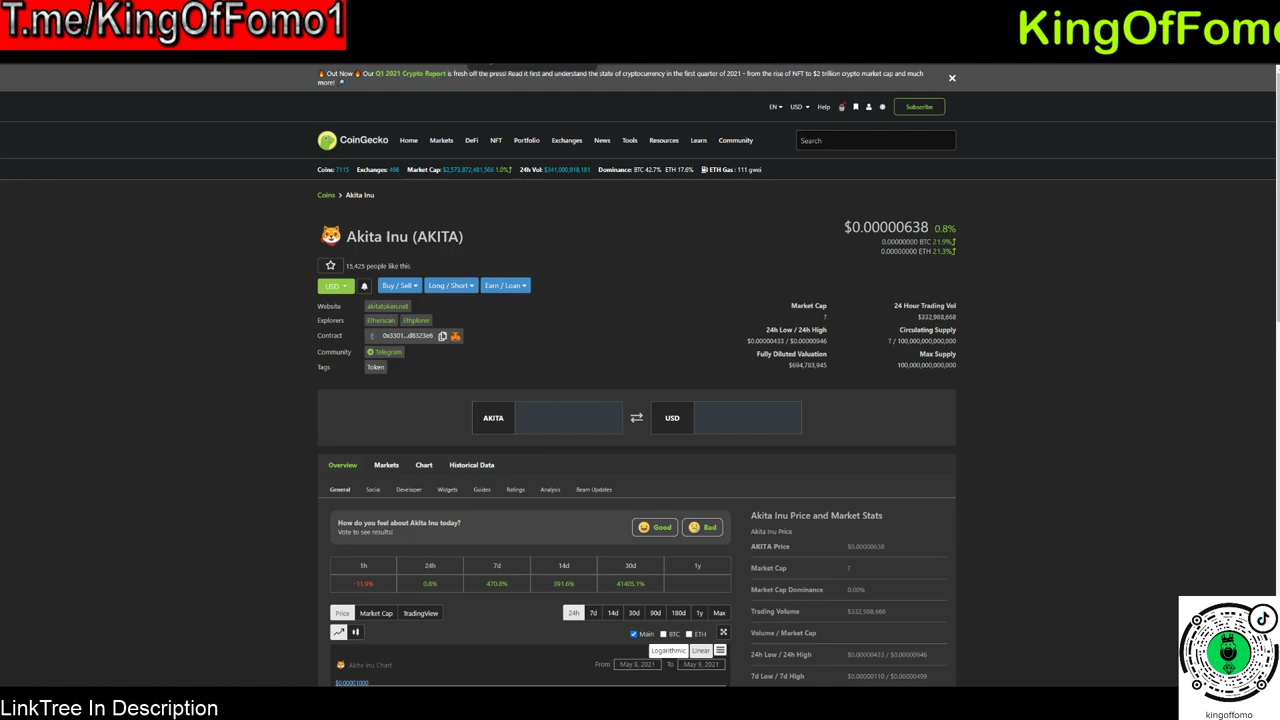 T.me/KingOfFomo1
KingOfFomo
🔥 Out Now 🔥 Our Q1 2021 Crypto Report is fresh off the press! Read it first and understand the state of cryptocurrency in the first quarter of 2021 - from the rise of NFT to $2 trillion crypto market cap and much
more! 🔎
EN USD Help Subscribe
CoinGecko Home Markets DeFi NFT Portfolio Exchanges News Tools Resources Learn Community Search
Coins: 7115 Exchanges: 466 Market Cap: $2,573,872,481,566 1.0% 24h Vol: $341,000,918,181 Dominance: BTC 42.7% ETH 17.6% ETH Gas: 111 gwei
Coins > Akita Inu
Akita Inu (AKITA)
$0.00000638 0.8%
0.00000000 BTC 21.9%
0.00000000 ETH 21.3%
15,425 people like this
USD Buy / Sell Long / Short Earn / Loan
Website akitatoken.net
Explorers Etherscan Ethplorer
Contract 0x3301...d8323e6
Community Telegram
Tags Token
Market Cap
?
24h Low / 24h High
$0.00000433 / $0.00000946
Fully Diluted Valuation
$694,783,945
24 Hour Trading Vol
$332,988,668
Circulating Supply
? / 100,000,000,000,000
Max Supply
100,000,000,000,000
AKITA USD
Overview Markets Chart Historical Data
General Social Developer Widgets Guides Ratings Analysis Beam Updates
How do you feel about Akita Inu today?
Vote to see results!
Good Bad
1h 24h 7d 14d 30d 1y
-11.9% 0.8% 470.8% 391.6% 41405.1%
Price Market Cap TradingView
24h 7d 14d 30d 90d 180d 1y Max
Main BTC ETH
Logarithmic Linear
Akita Inu Chart
From May 8, 2021 To May 9, 2021
$0.00001000
Akita Inu Price and Market Stats
Akita Inu Price
AKITA Price $0.00000638
Market Cap ?
Market Cap Dominance 0.00%
Trading Volume $332,988,668
Volume / Market Cap
24h Low / 24h High $0.00000433 / $0.00000946
7d Low / 7d High $0.00000110 / $0.00000499
kingoffomo
LinkTree In Description